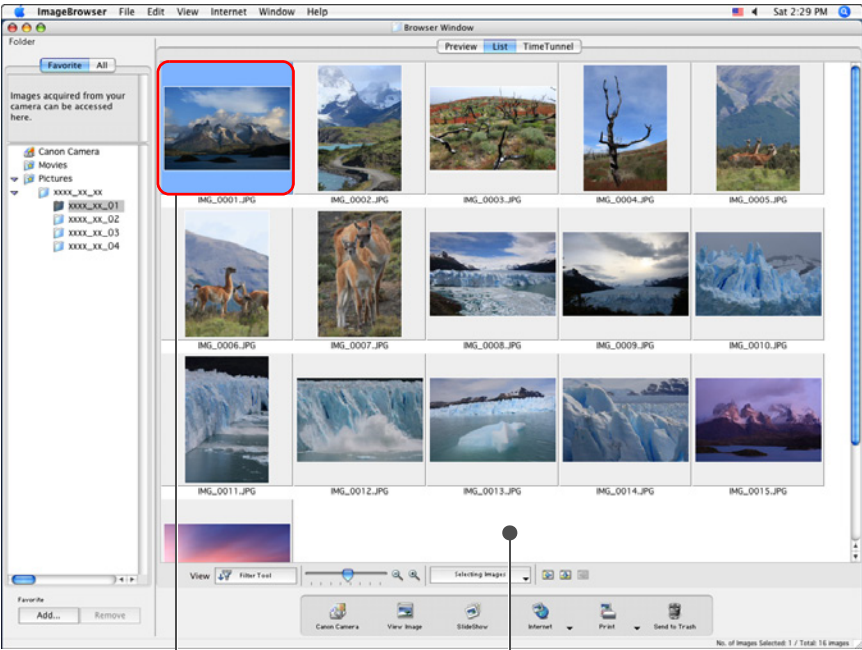 ImageBrowser File Edit View Internet Window Help Sat 2:29 PM
Browser Window
Folder
Preview List TimeTunnel
Favorite All
Images acquired from your
camera can be accessed
here.
Canon Camera
Movies
Pictures
xxxx_xx_xx
xxxx_xx_01
xxxx_xx_02
xxxx_xx_03
xxxx_xx_04
IMG_0001.JPG IMG_0002.JPG IMG_0003.JPG IMG_0004.JPG IMG_0005.JPG
IMG_0006.JPG IMG_0007.JPG IMG_0008.JPG IMG_0009.JPG IMG_0010.JPG
IMG_0011.JPG IMG_0012.JPG IMG_0013.JPG IMG_0014.JPG IMG_0015.JPG
View Filter Tool Selecting Images
Favorite
Add... Remove
Canon Camera View Image SlideShow Internet Print Send to Trash
No. of Images Selected: 1 / Total: 16 images